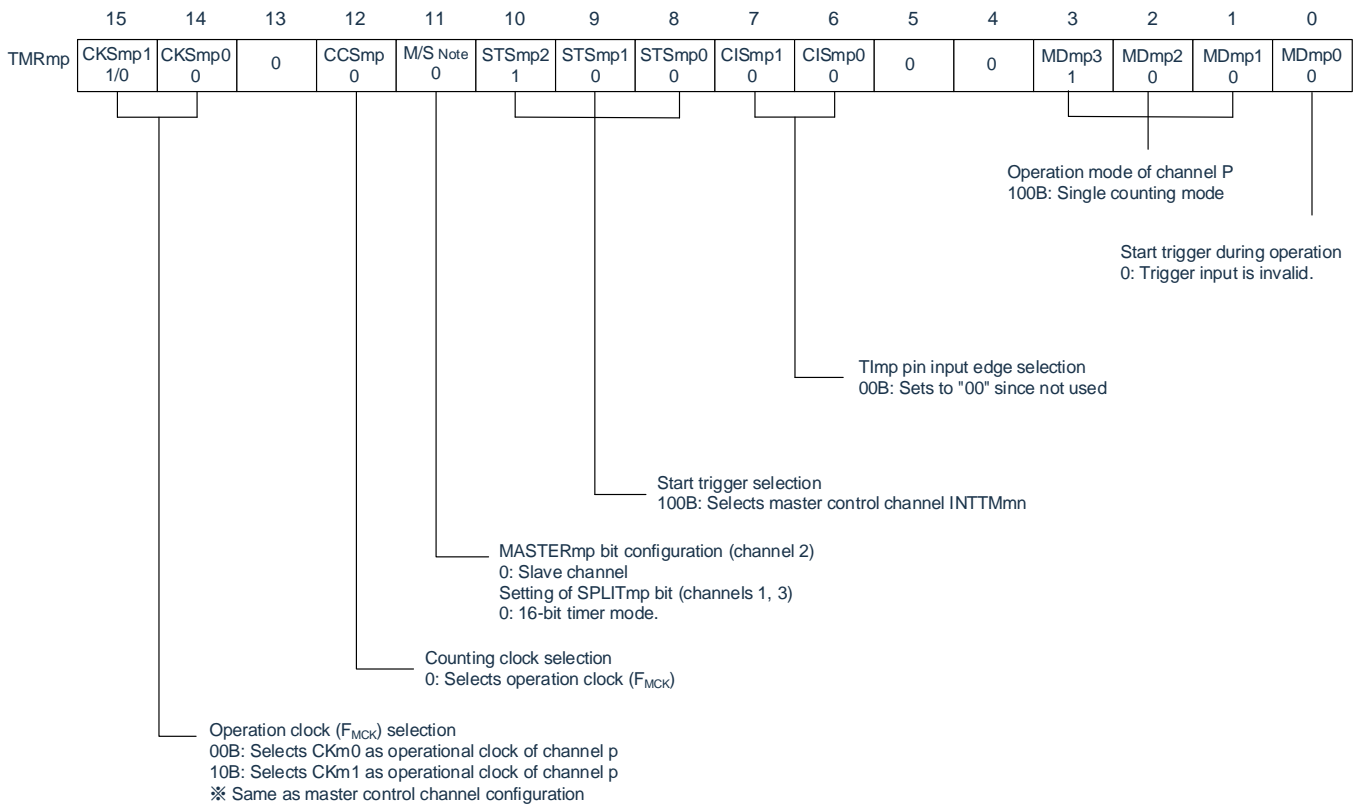 15 14 13 12 11 10 9 8 7 6 5 4 3 2 1 0
TMRmp CKSmp1 CKSmp0 0 CCSmp M/S Note STSmp2 STSmp1 STSmp0 CISmp1 CISmp0 0 0 MDmp3 MDmp2 MDmp1 MDmp0
1/0 0 0 0 1 0 0 0 0 1 0 0 0
Operation mode of channel P
100B: Single counting mode
Start trigger during operation
0: Trigger input is invalid.
TImp pin input edge selection
00B: Sets to "00" since not used
Start trigger selection
100B: Selects master control channel INTTMmn
MASTERmp bit configuration (channel 2)
0: Slave channel
Setting of SPLITmp bit (channels 1, 3)
0: 16-bit timer mode.
Counting clock selection
0: Selects operation clock (FMCK)
Operation clock (FMCK) selection
00B: Selects CKm0 as operational clock of channel p
10B: Selects CKm1 as operational clock of channel p
※ Same as master control channel configuration